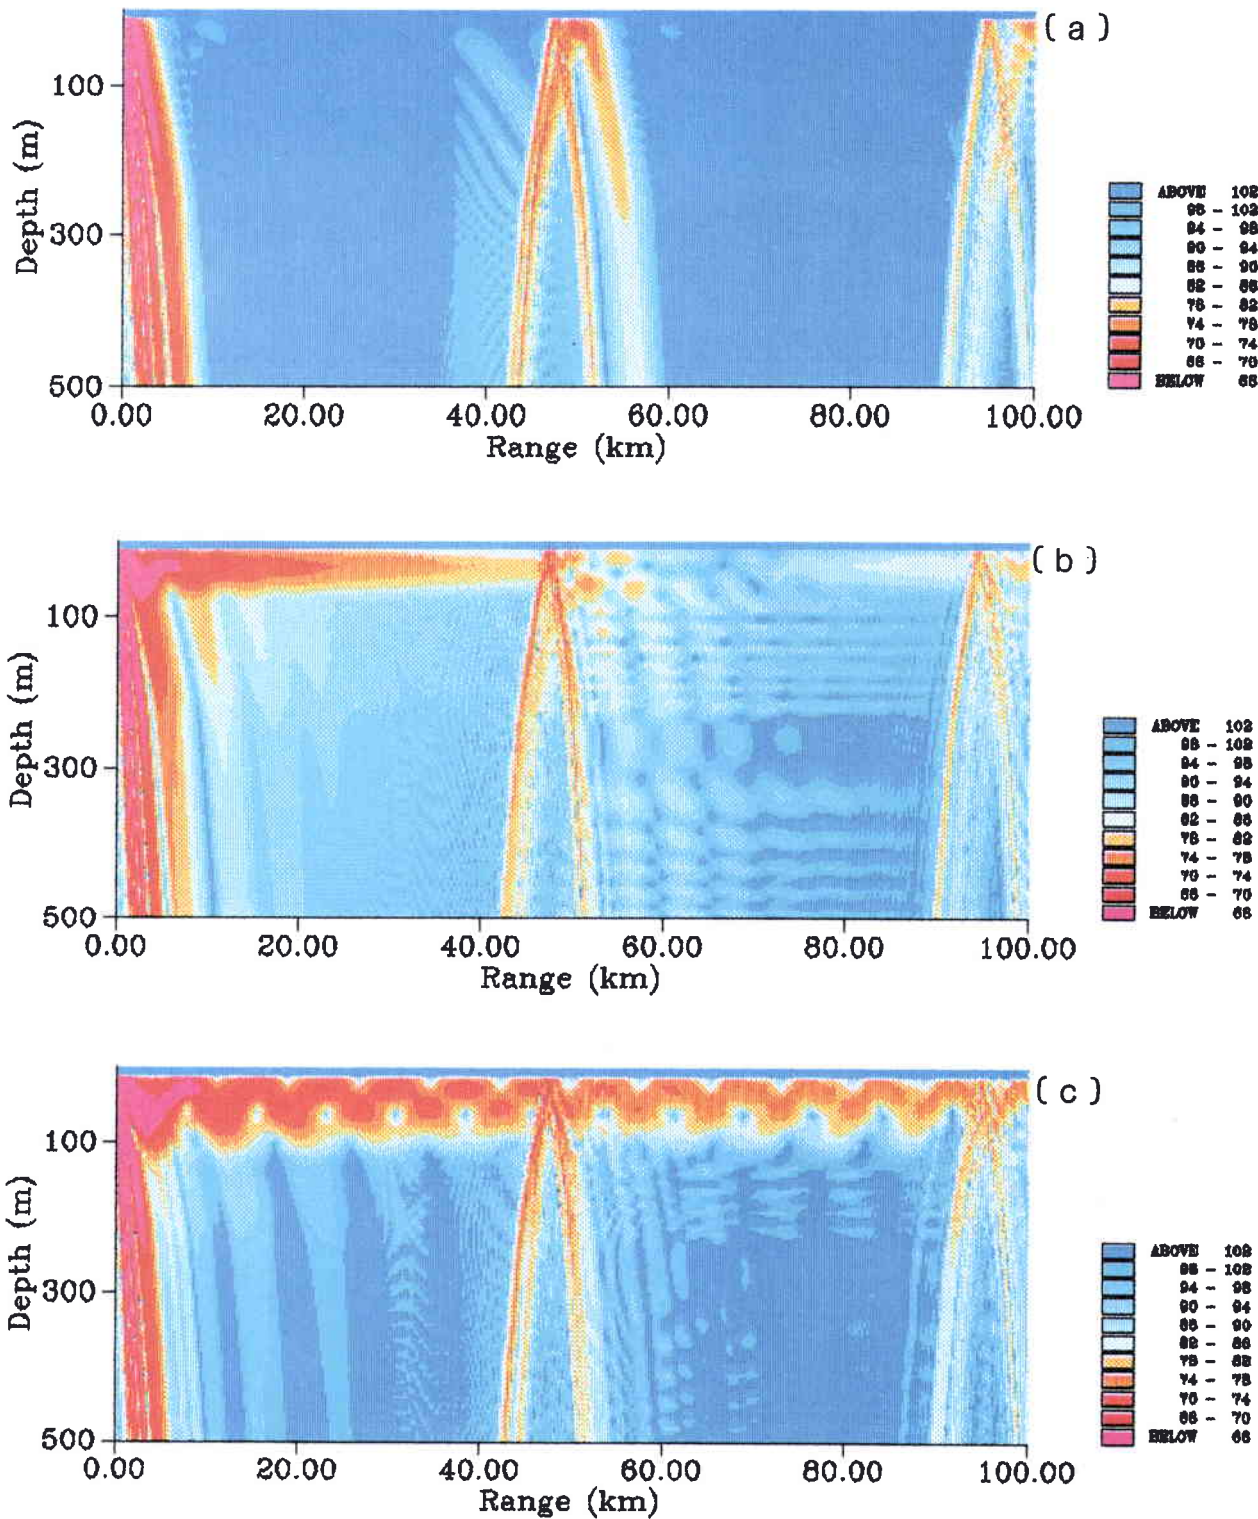 ( a )
100
300
500
Depth (m)
0.00 20.00 40.00 60.00 80.00 100.00
Range (km)
ABOVE 102
98 - 102
94 - 98
90 - 94
86 - 90
82 - 86
78 - 82
74 - 78
70 - 74
66 - 70
BELOW 66
( b )
100
300
500
Depth (m)
0.00 20.00 40.00 60.00 80.00 100.00
Range (km)
ABOVE 102
98 - 102
94 - 98
90 - 94
86 - 90
82 - 86
78 - 82
74 - 78
70 - 74
66 - 70
BELOW 66
( c )
100
300
500
Depth (m)
0.00 20.00 40.00 60.00 80.00 100.00
Range (km)
ABOVE 102
98 - 102
94 - 98
90 - 94
86 - 90
82 - 86
78 - 82
74 - 78
70 - 74
66 - 70
BELOW 66